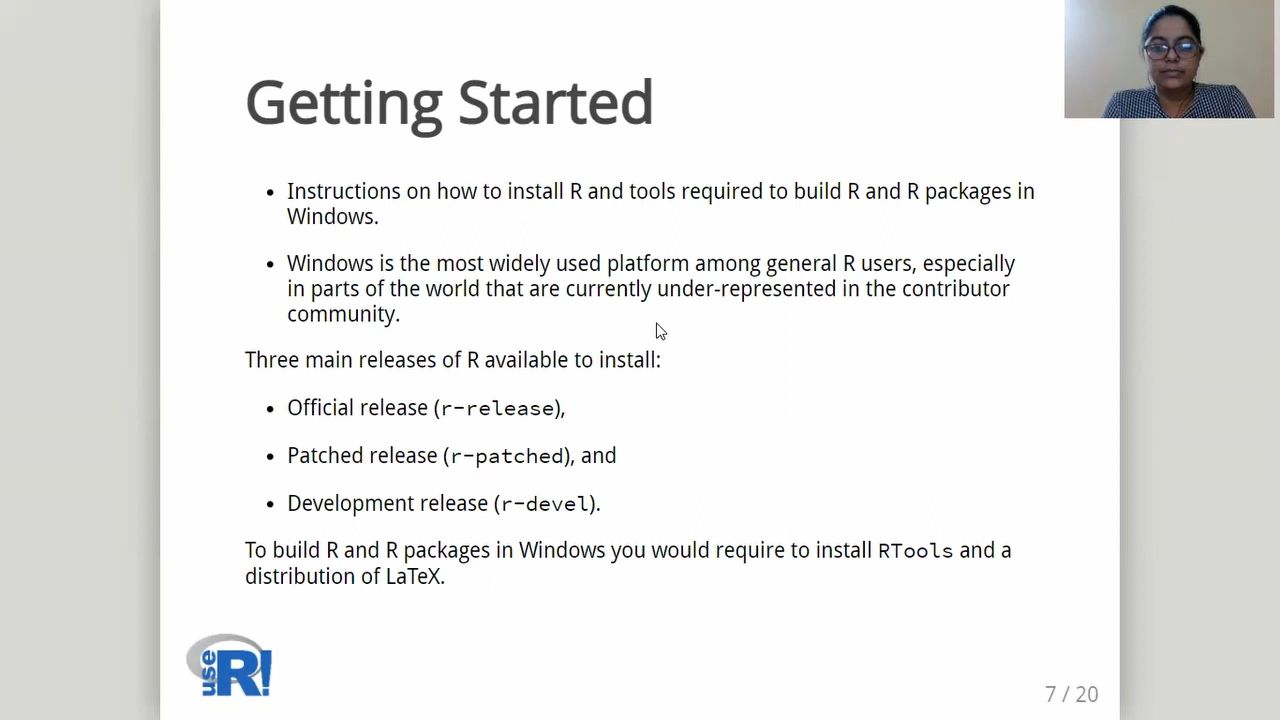 Getting Started
• Instructions on how to install R and tools required to build R and R packages in
Windows.
• Windows is the most widely used platform among general R users, especially
in parts of the world that are currently under-represented in the contributor
community.
Three main releases of R available to install:
• Official release (r-release),
• Patched release (r-patched), and
• Development release (r-devel).
To build R and R packages in Windows you would require to install RTools and a
distribution of LaTeX.
use R!
7 / 20